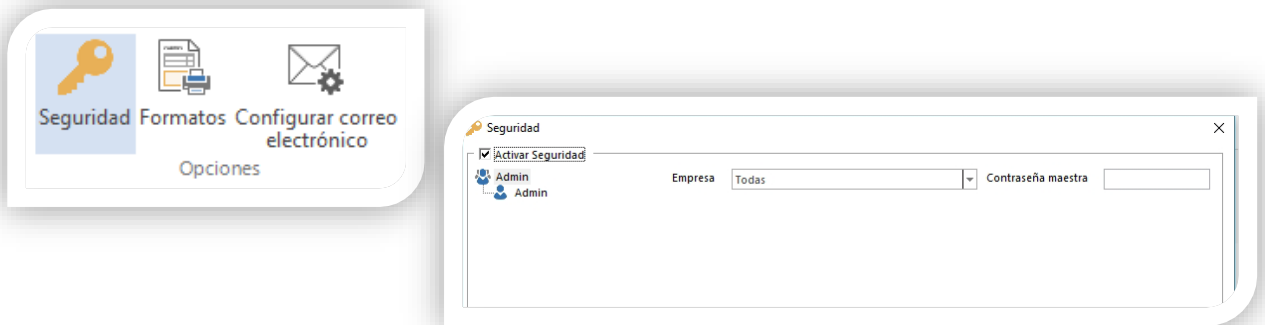 Seguridad Formatos Configurar correo
electrónico
Opciones
Seguridad
Activar Seguridad
Admin
Empresa Todas Contraseña maestra
Admin